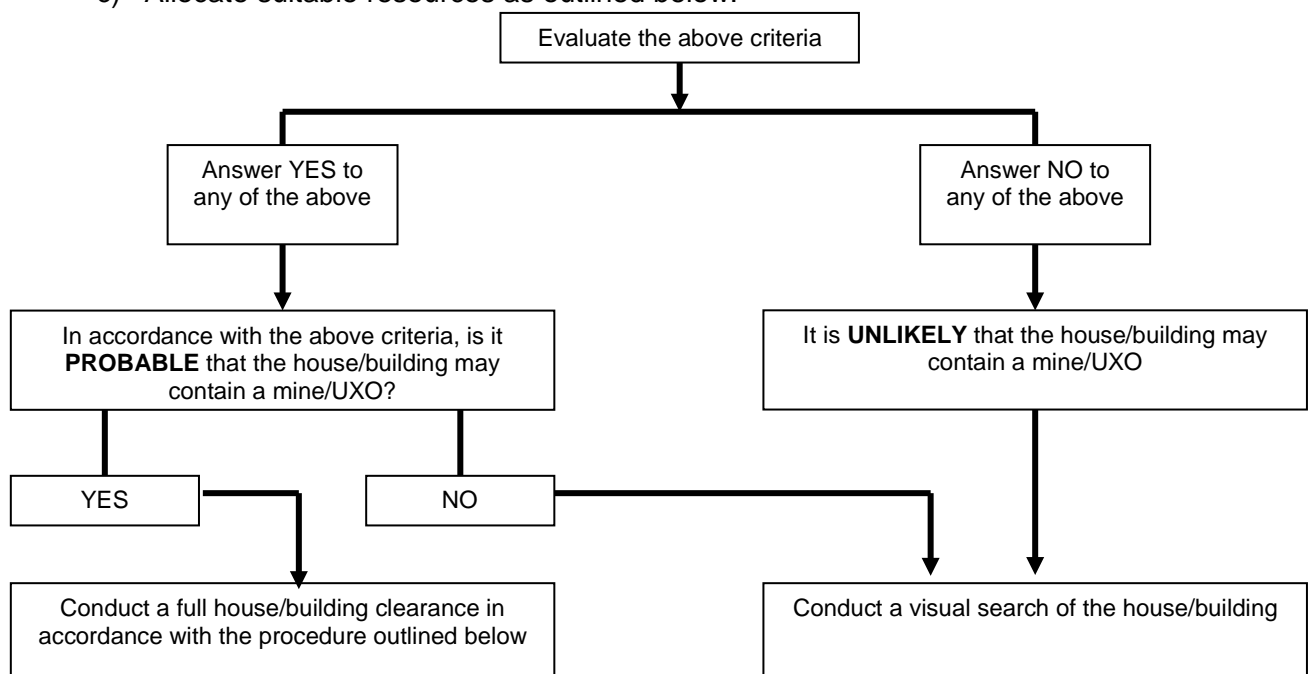 c) Allocate suitable resources as outlined below:
Evaluate the above criteria
Answer YES to
any of the above
Answer NO to
any of the above
In accordance with the above criteria, is it
PROBABLE that the house/building may
contain a mine/UXO?
It is UNLIKELY that the house/building may
contain a mine/UXO
YES
NO
Conduct a full house/building clearance in
accordance with the procedure outlined below
Conduct a visual search of the house/building